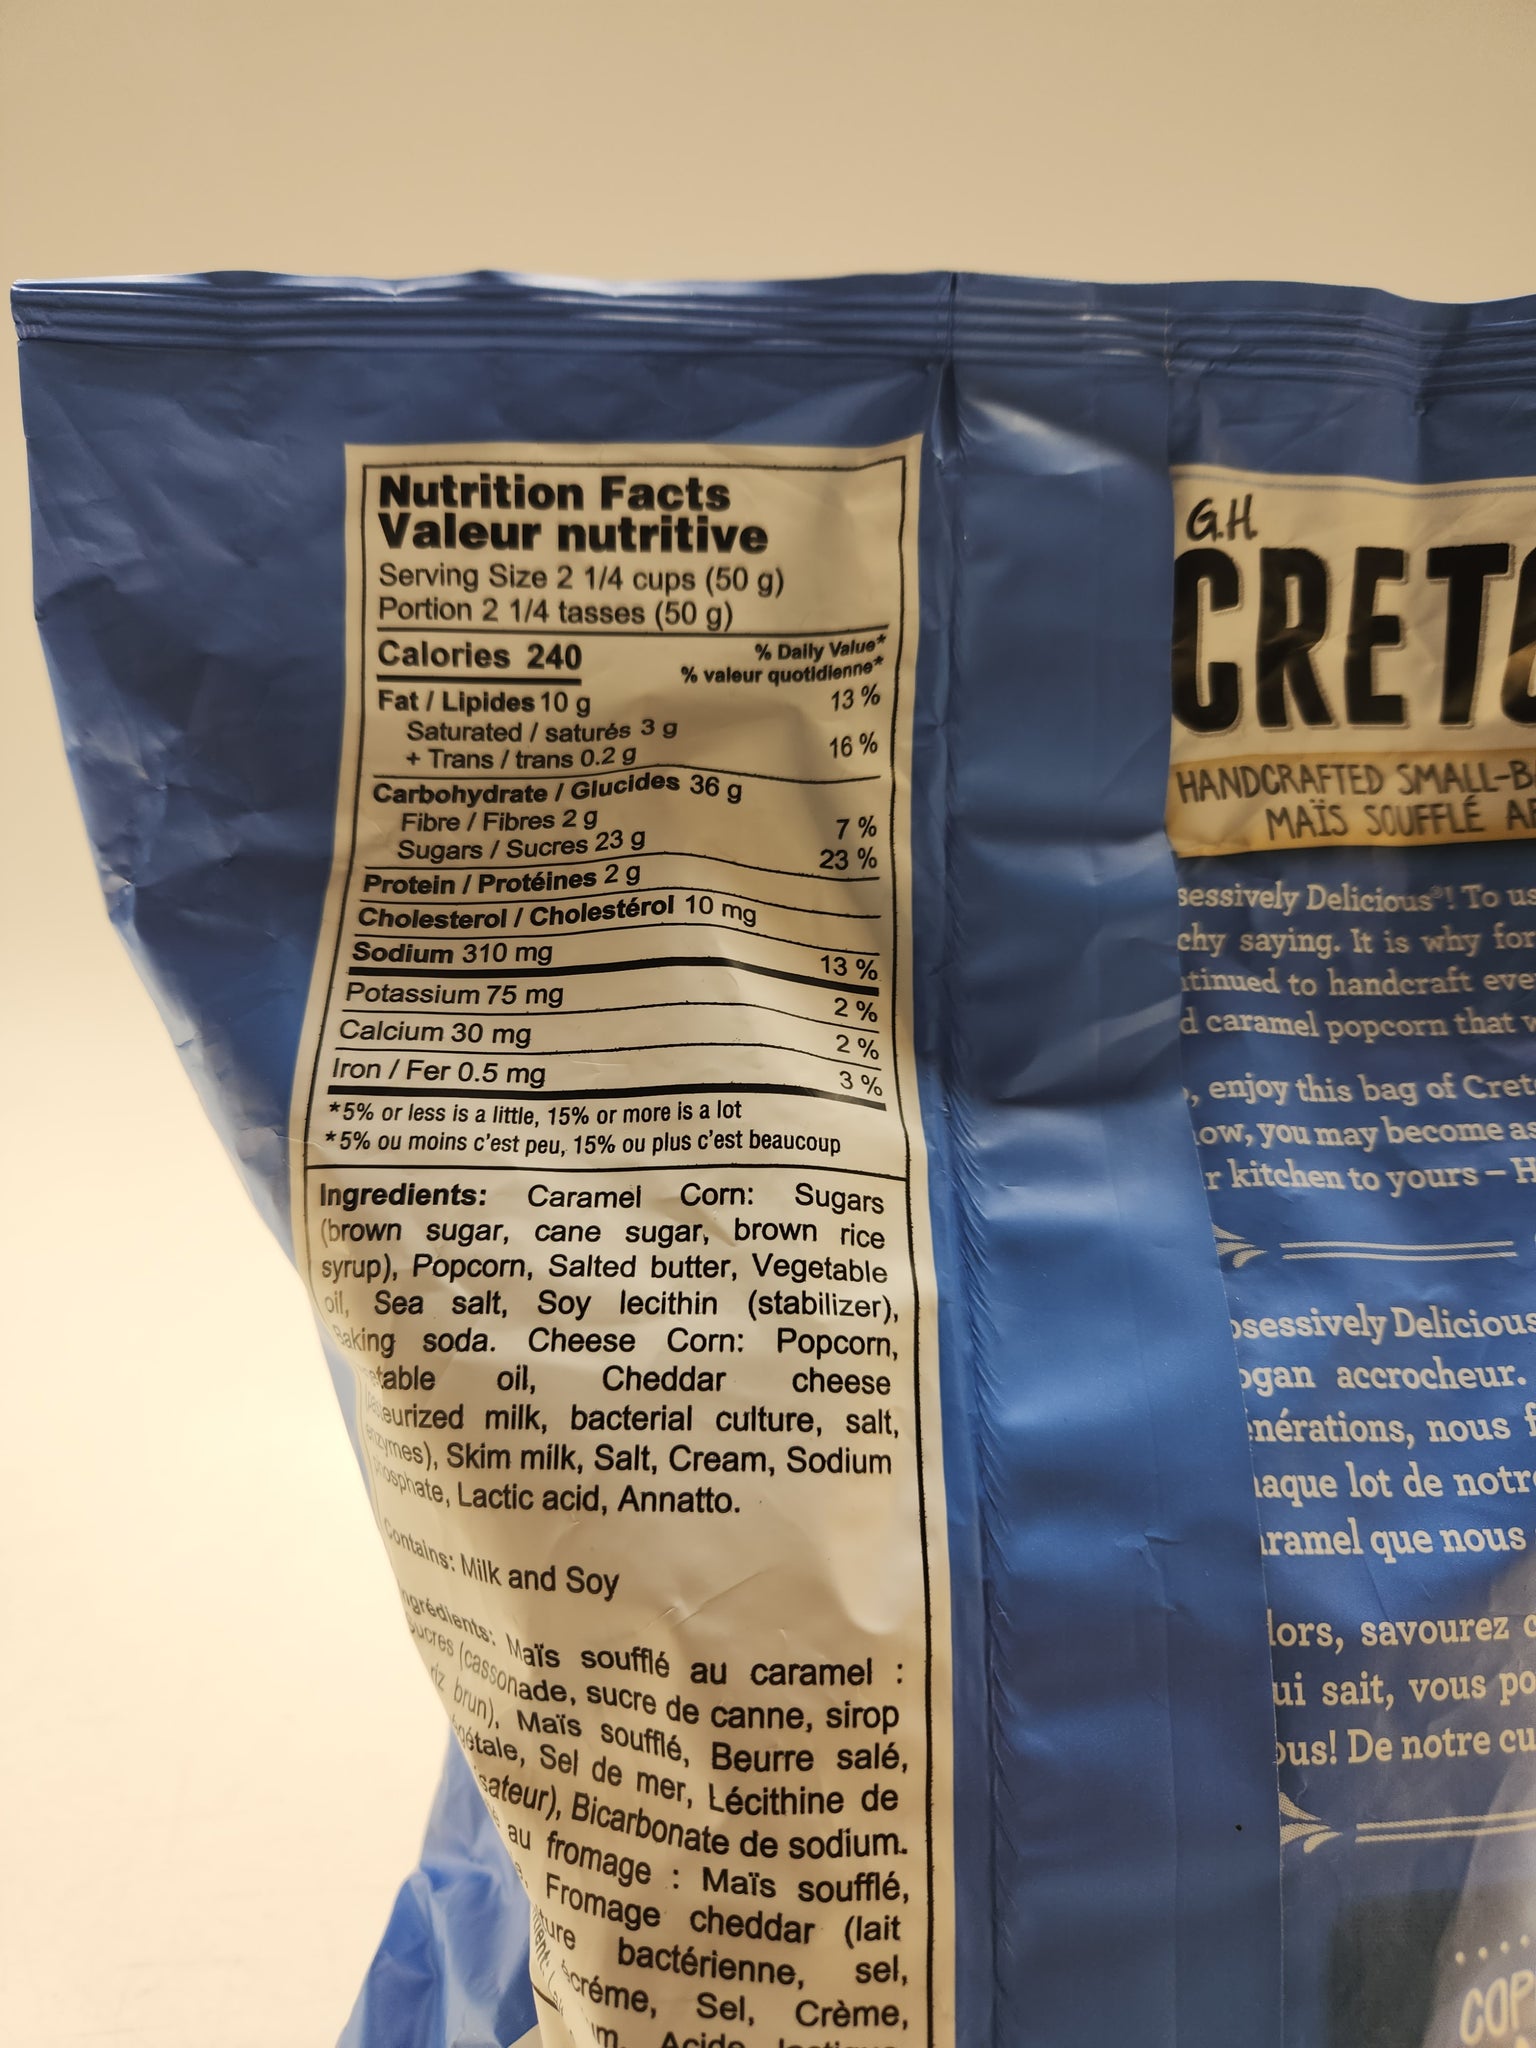 Nutrition Facts
Valeur nutritive
Serving Size 2 1/4 cups (50 g)
Portion 2 1/4 tasses (50 g)
Calories 240
% Daily Value*
% valeur quotidienne*
Fat / Lipides 10 g 13 %
Saturated / saturés 3 g
+ Trans / trans 0.2 g 16 %
Carbohydrate / Glucides 36 g
Fibre / Fibres 2 g 7 %
Sugars / Sucres 23 g 23 %
Protein / Protéines 2 g
Cholesterol / Cholestérol 10 mg
Sodium 310 mg 13 %
Potassium 75 mg 2 %
Calcium 30 mg 2 %
Iron / Fer 0.5 mg 3 %
*5% or less is a little, 15% or more is a lot
*5% ou moins c'est peu, 15% ou plus c'est beaucoup
Ingredients: Caramel Corn: Sugars
(brown sugar, cane sugar, brown rice
syrup), Popcorn, Salted butter, Vegetable
oil, Sea salt, Soy lecithin (stabilizer),
Baking soda. Cheese Corn: Popcorn,
oil, Cheddar cheese
milk, bacterial culture, salt,
enzymes), Skim milk, Salt, Cream, Sodium
phosphate, Lactic acid, Annatto.
Contains: Milk and Soy
Ingrédients: Maïs soufflé au caramel :
Sucres (cassonade, sucre de canne, sirop
riz brun), Maïs soufflé, Beurre salé,
Sel de mer, Lécithine de
Bicarbonate de sodium.
au fromage : Maïs soufflé,
Fromage cheddar (lait
bactérienne, sel,
Sel, Crème,
G.H.
CRETO
HANDCRAFTED SMALL-BA
MAÏS SOUFFLÉ AR
sessively Delicious®! To us
chy saying. It is why for
tinued to handcraft eve
d caramel popcorn that w
, enjoy this bag of Cret
ow, you may become as
r kitchen to yours – H
sessively Delicious
ogan accrocheur.
nérations, nous f
aque lot de notre
ramel que nous
lors, savourez c
ui sait, vous po
ous! De notre cu
COP